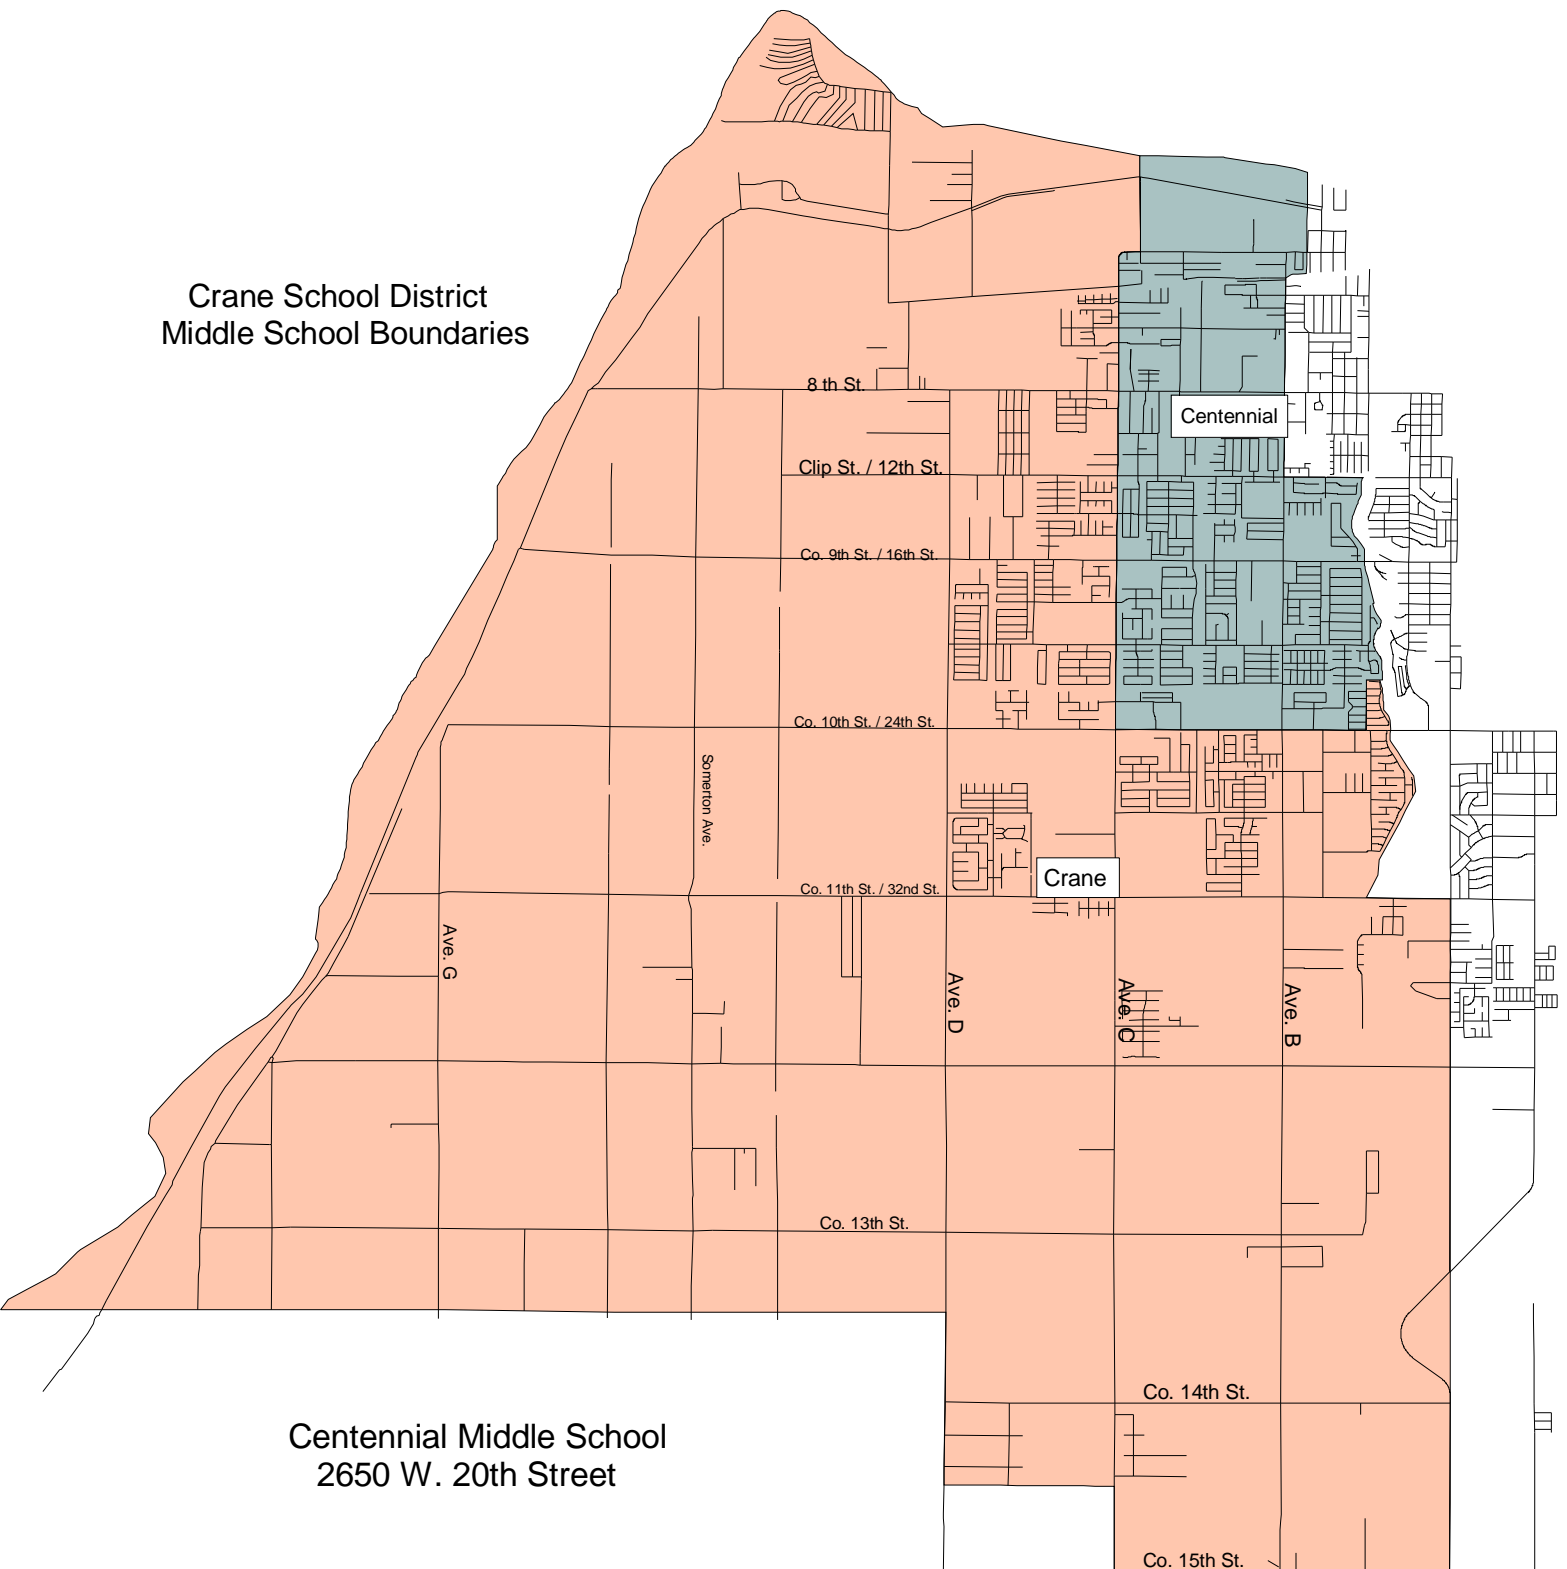 Crane School District
Middle School Boundaries
8 th St.
Centennial
Clip St. / 12th St.
Co. 9th St. / 16th St.
Co. 10th St. / 24th St.
Somerton Ave.
Crane
Co. 11th St. / 32nd St.
Ave. G
Ave. D
Ave. C
Ave. B
Co. 13th St.
Co. 14th St.
Centennial Middle School
2650 W. 20th Street
Co. 15th St.